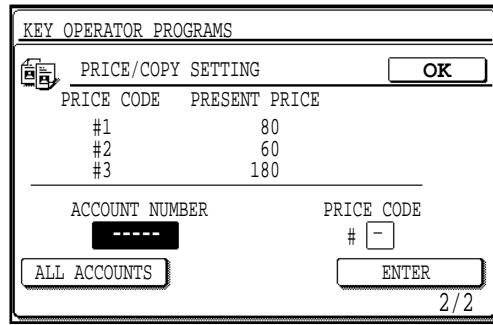 KEY OPERATOR PROGRAMS
PRICE/COPY SETTING OK
PRICE CODE PRESENT PRICE
#1 80
#2 60
#3 180
ACCOUNT NUMBER PRICE CODE
----- # -
ALL ACCOUNTS ENTER
2/2